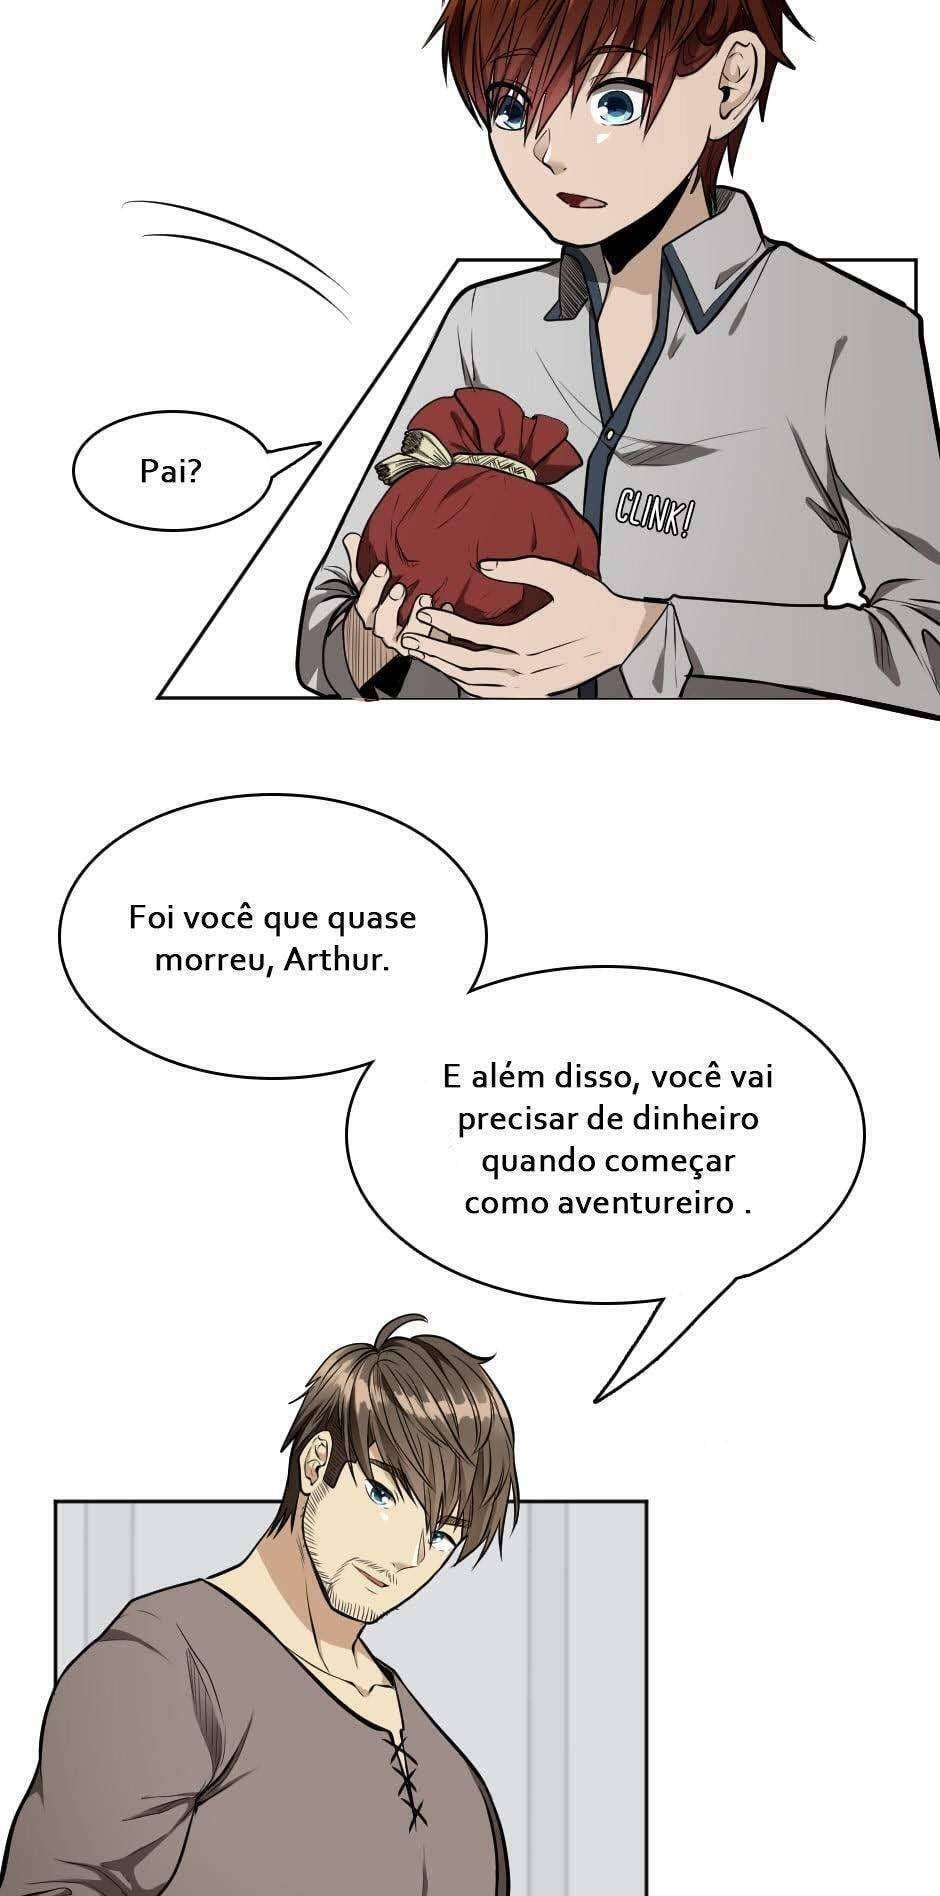 Pai?
CLINK!
Foi você que quase
morreu, Arthur.
E além disso, você vai
precisar de dinheiro
quando começar
como aventureiro .